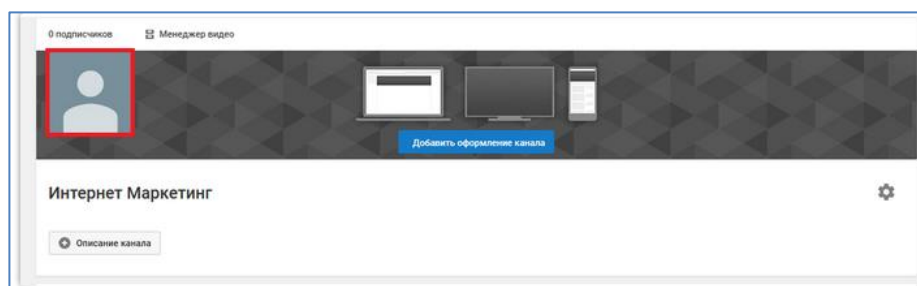 0 подписчиков Менеджер видео
Добавить оформление канала
Интернет Маркетинг
Описание канала